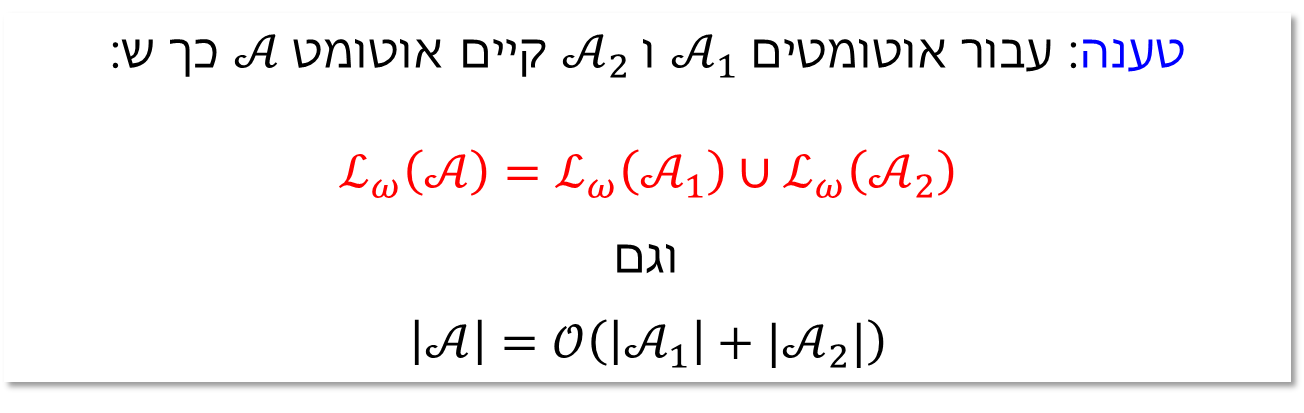 טענה: עבור אוטומטים 𝒜₁ ו 𝒜₂ קיים אוטומט 𝒜 כך ש:
ℒ_ω(𝒜) = ℒ_ω(𝒜₁) ∪ ℒ_ω(𝒜₂)
וגם
|𝒜| = 𝒪(|𝒜₁| + |𝒜₂|)